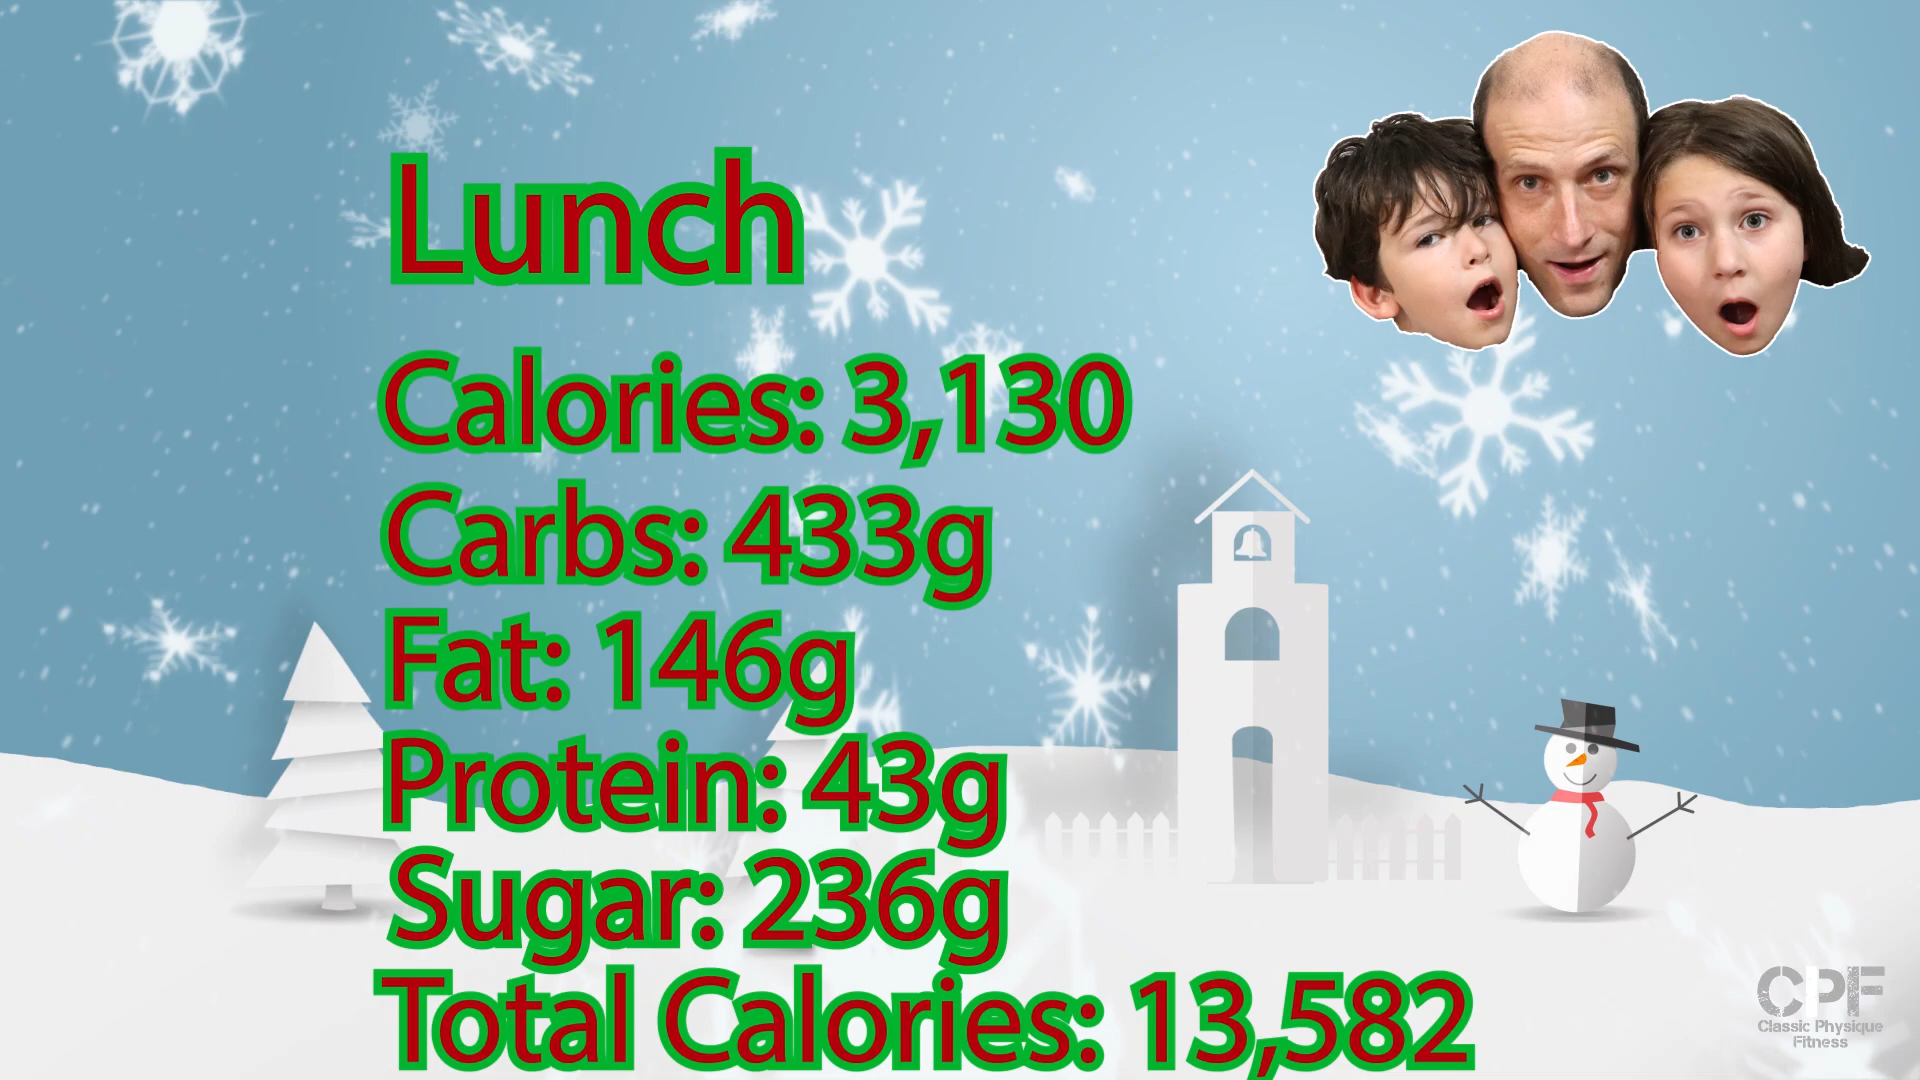 Lunch
Calories: 3,130
Carbs: 433g
Fat: 146g
Protein: 43g
Sugar: 236g
Total Calories: 13,582
CPF
Classic Physique
Fitness